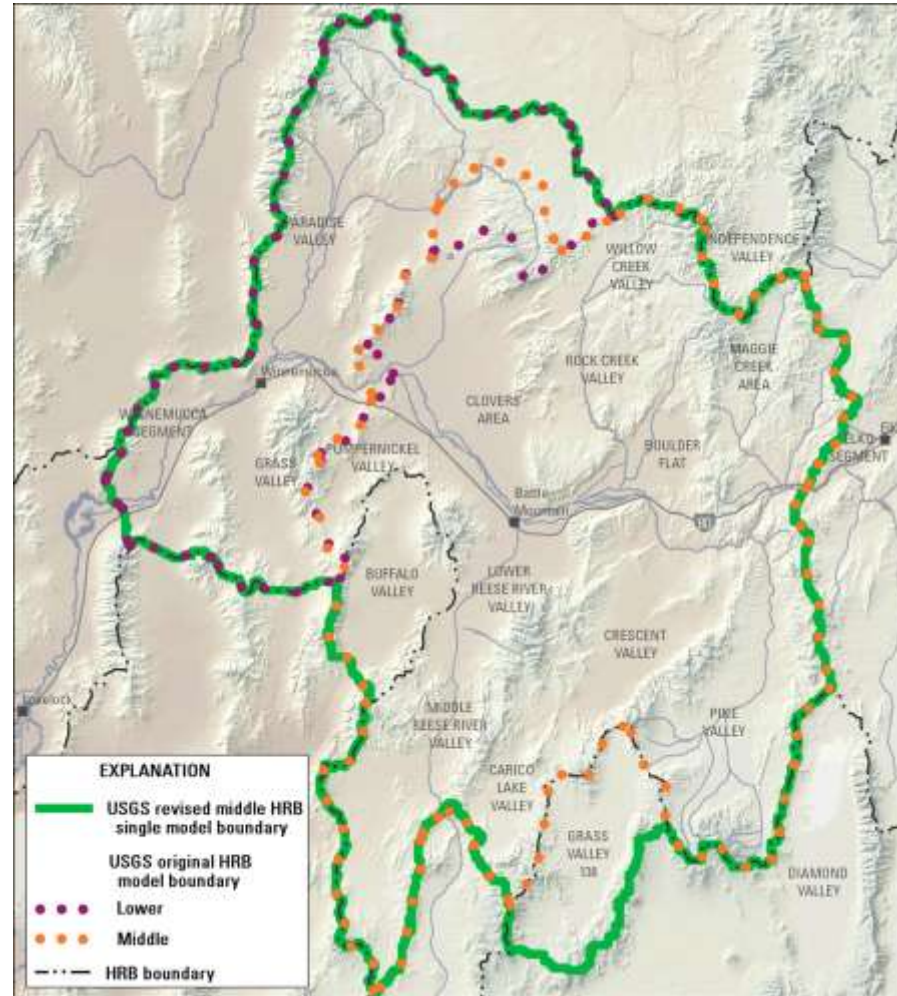 PARADISE
VALLEY
INDEPENDENCE
VALLEY
WILLOW
CREEK
VALLEY
ROCK CREEK
VALLEY
MAGGIE
CREEK
AREA
Winnemucca
WINNEMUCCA
SEGMENT
CLOVERS
AREA
GRASS
VALLEY
PUMPERNICKEL
VALLEY
BOULDER
FLAT
ELKO
SEGMENT
Battle
Mountain
BUFFALO
VALLEY
LOWER
REESE RIVER
VALLEY
CRESCENT
VALLEY
Lovelock
MIDDLE
REESE RIVER
VALLEY
PINE
VALLEY
CARICO
LAKE
VALLEY
GRASS
VALLEY
138
DIAMOND
VALLEY
EXPLANATION
USGS revised middle HRB
single model boundary
USGS original HRB
model boundary
Lower
Middle
HRB boundary